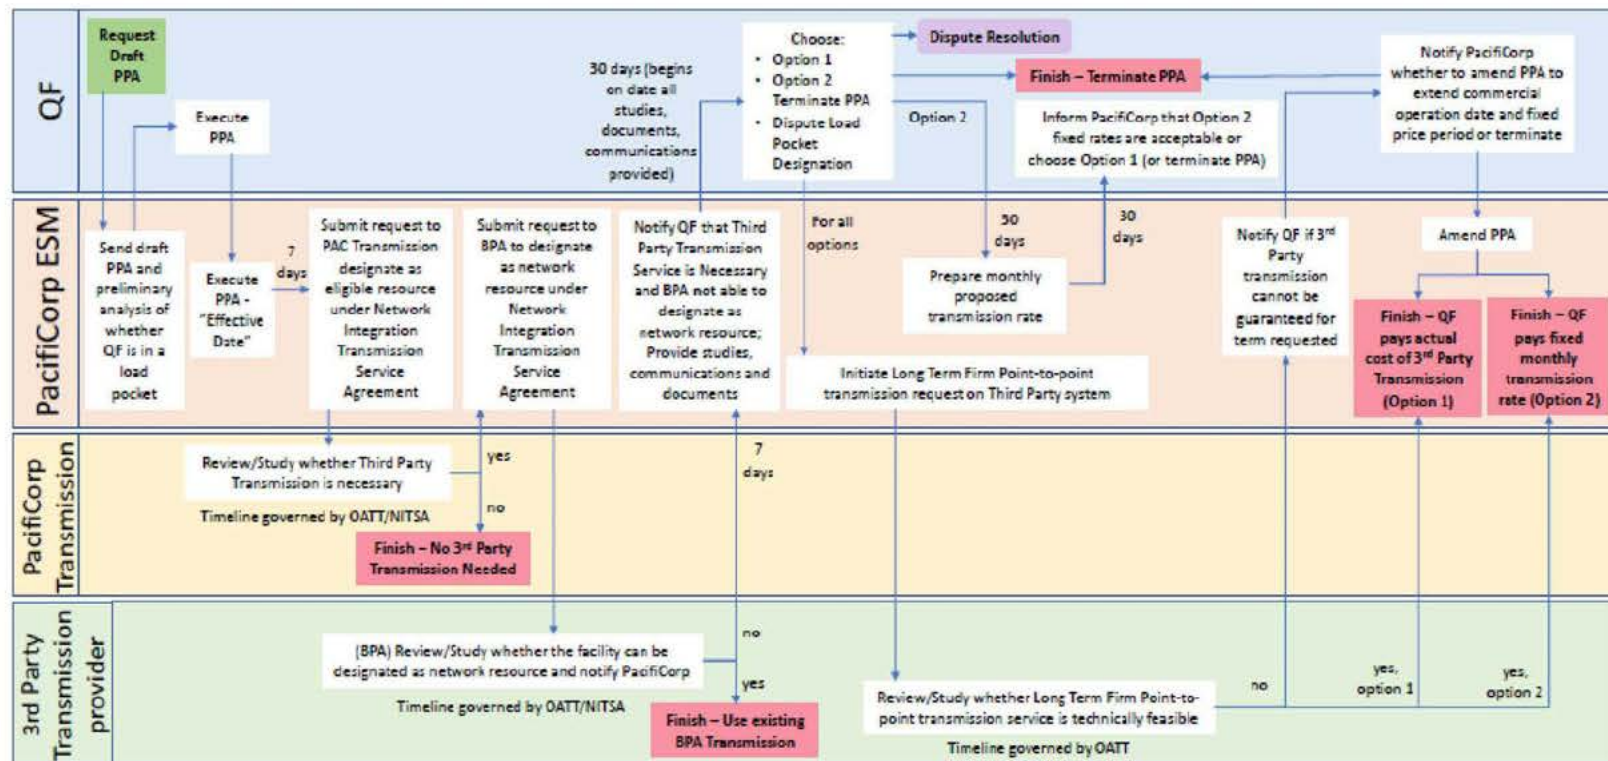 QF
Request
Draft
PPA
Execute
PPA
30 days (begins
on date all
studies,
documents,
communications
provided)
Choose:
• Option 1
• Option 2
Terminate PPA
• Dispute Load
Pocket
Designation
Dispute Resolution
Finish – Terminate PPA
Option 2
Inform PacifiCorp that Option 2
fixed rates are acceptable or
choose Option 1 (or terminate PPA)
Notify PacifiCorp
whether to amend PPA to
extend commercial
operation date and fixed
price period or terminate
PacifiCorp ESM
Send draft
PPA and
preliminary
analysis of
whether
QF is in a
load
pocket
Execute
PPA -
"Effective
Date"
7
days
Submit request to
PAC Transmission
designate as
eligible resource
under Network
Integration
Transmission
Service
Agreement
Submit request to
BPA to designate
as network
resource under
Network
Integration
Transmission
Service
Agreement
Notify QF that Third
Party Transmission
Service is Necessary
and BPA not able to
designate as
network resource;
Provide studies,
communications and
documents
For all
options
30
days
Prepare monthly
proposed
transmission rate
30
days
Initiate Long Term Firm Point-to-point
transmission request on Third Party system
Notify QF if 3rd
Party
transmission
cannot be
guaranteed for
term requested
Amend PPA
Finish – QF
pays actual
cost of 3rd Party
Transmission
(Option 1)
Finish – QF
pays fixed
monthly
transmission
rate (Option 2)
PacifiCorp
Transmission
Review/Study whether Third Party
Transmission is necessary
Timeline governed by OATT/NITSA
yes
no
Finish – No 3rd Party
Transmission Needed
7
days
3rd Party
Transmission
provider
(BPA) Review/Study whether the facility can be
designated as network resource and notify PacifiCorp
Timeline governed by OATT/NITSA
no
yes
Finish – Use existing
BPA Transmission
Review/Study whether Long Term Firm Point-to-
point transmission service is technically feasible
Timeline governed by OATT
no
yes,
option 1
yes,
option 2